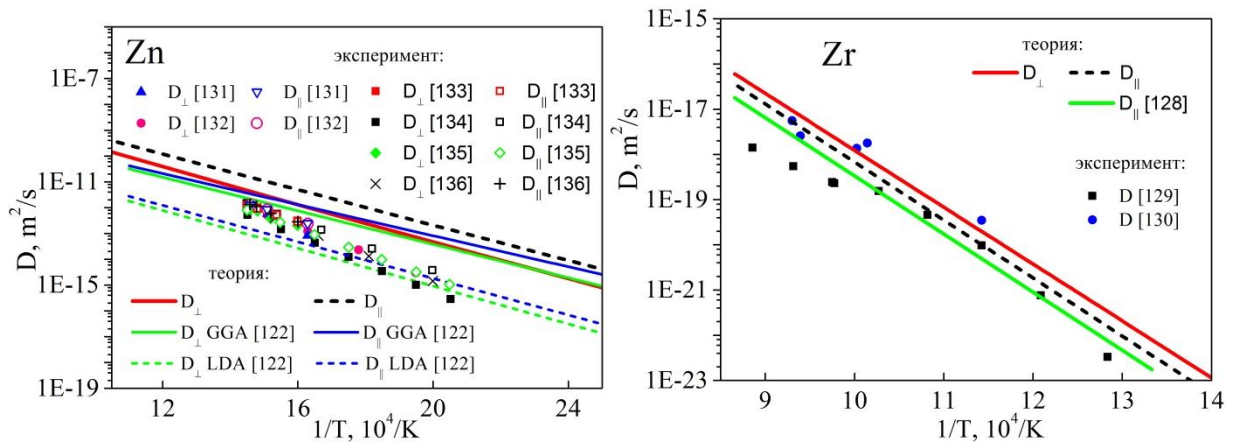 Zn
эксперимент:
D⊥ [131] D|| [131] D⊥ [133] D|| [133]
D⊥ [132] D|| [132] D⊥ [134] D|| [134]
D⊥ [135] D|| [135]
D⊥ [136] D|| [136]
теория:
D⊥ D||
D⊥ GGA [122] D|| GGA [122]
D⊥ LDA [122] D|| LDA [122]
D, m²/s
1E-7
1E-11
1E-15
1E-19
12 16 20 24
1/T, 10⁴/K
Zr
теория:
D⊥ D||
D|| [128]
эксперимент:
D [129]
D [130]
D, m²/s
1E-15
1E-17
1E-19
1E-21
1E-23
9 10 11 12 13 14
1/T, 10⁴/K